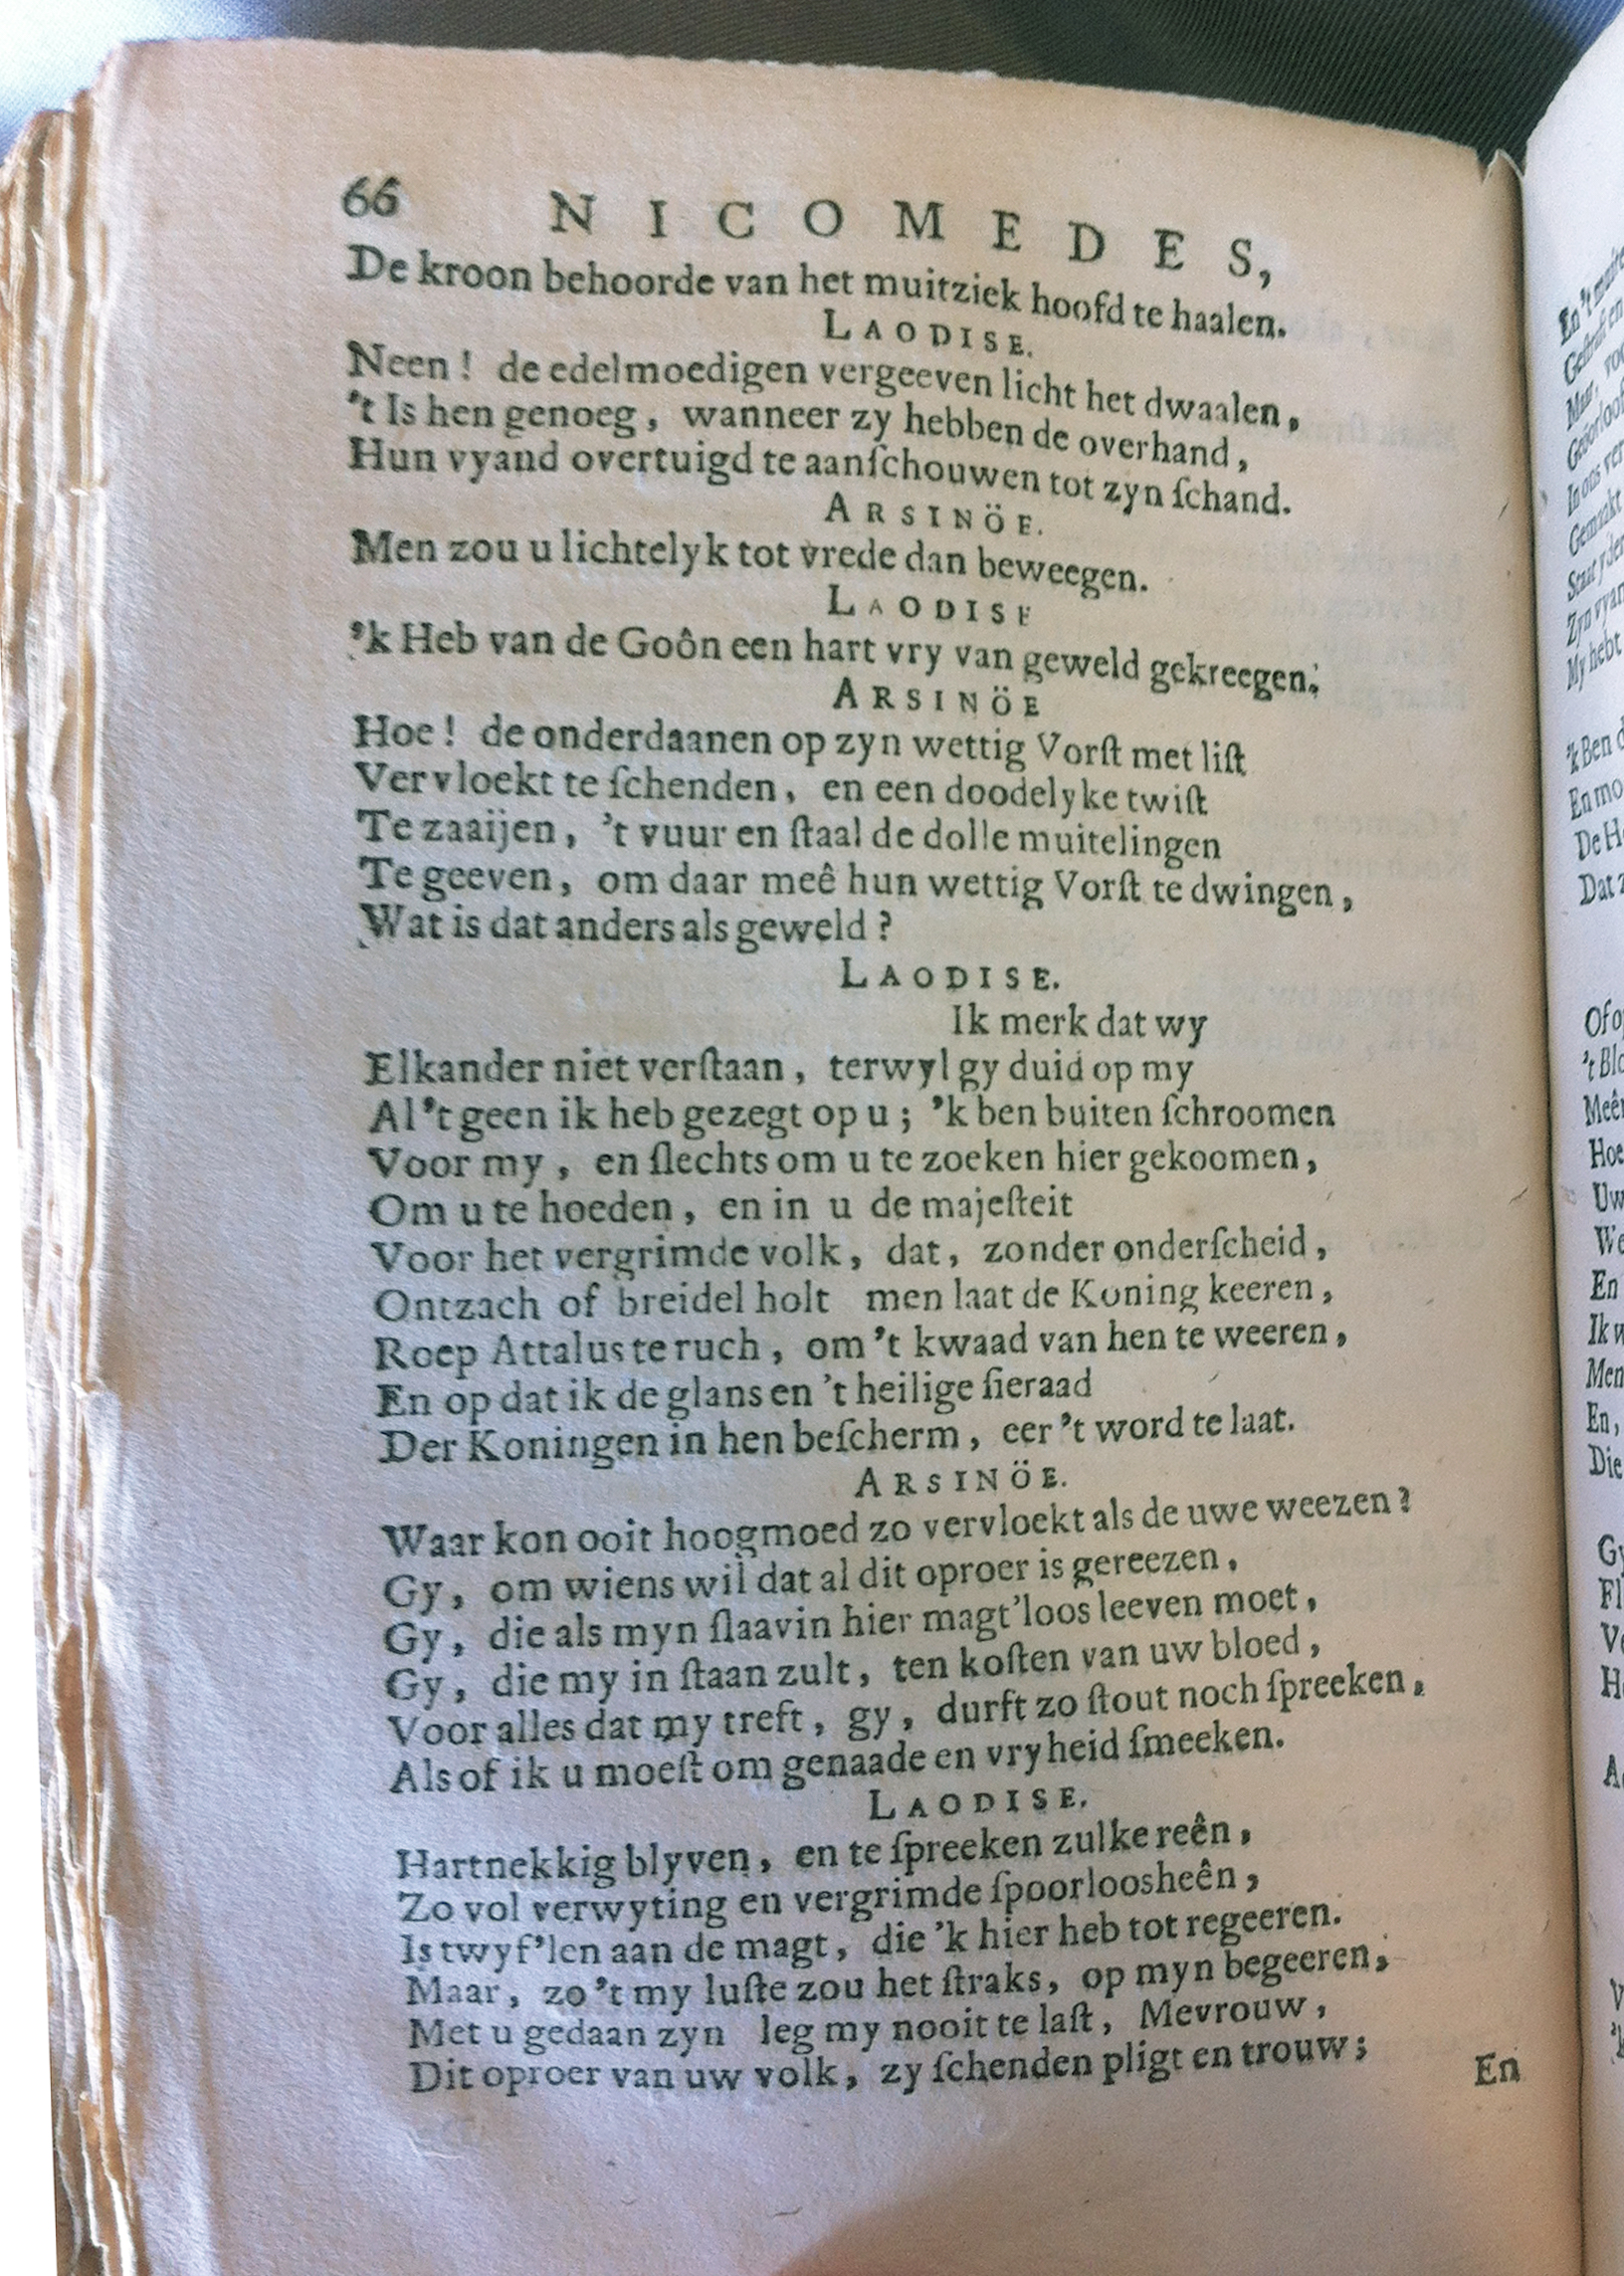 66 NICOMEDES,
De kroon behoorde van het muitziek hoofd te haalen.
LAODISE.
Neen! de edelmoedigen vergeeven licht het dwaalen,
't Is hen genoeg, wanneer zy hebben de overhand,
Hun vyand overtuigd te aanſchouwen tot zyn ſchand.
ARSINÖE.
Men zou u lichtelyk tot vrede dan beweegen.
LAODISE
'k Heb van de Goôn een hart vry van geweld gekreegen.
ARSINÖE
Hoe! de onderdaanen op zyn wettig Vorſt met liſt
Vervloekt te ſchenden, en een doodelyke twiſt
Te zaaijen, 't vuur en ſtaal de dolle muitelingen
Te geeven, om daar meê hun wettig Vorſt te dwingen,
Wat is dat anders als geweld?
LAODISE.
Ik merk dat wy
Elkander niet verſtaan, terwyl gy duid op my
Al 't geen ik heb gezegt op u; 'k ben buiten ſchroomen
Voor my, en ſlechts om u te zoeken hier gekoomen,
Om u te hoeden, en in u de majeſteit
Voor het vergrimde volk, dat, zonder onderſcheid,
Ontzach of breidel holt men laat de Koning keeren,
Roep Attalus te ruch, om 't kwaad van hen te weeren,
En op dat ik de glans en 't heilige ſieraad
Der Koningen in hen beſcherm, eer 't word te laat.
ARSINÖE.
Waar kon ooit hoogmoed zo vervloekt als de uwe weezen?
Gy, om wiens wil dat al dit oproer is gereezen,
Gy, die als myn ſlaavin hier magt'loos leeven moet,
Gy, die my in ſtaan zult, ten koſten van uw bloed,
Voor alles dat my treft, gy, durft zo ſtout noch ſpreeken,
Als of ik u moeſt om genaade en vryheid ſmeeken.
LAODISE.
Hartnekkig blyven, en te ſpreeken zulke reên,
Zo vol verwyting en vergrimde ſpoorloosheên,
Is twyf'len aan de magt, die 'k hier heb tot regeeren.
Maar, zo 't my luſte zou het ſtraks, op myn begeeren,
Met u gedaan zyn leg my nooit te laſt, Mevrouw,
Dit oproer van uw volk, zy ſchenden pligt en trouw;
En